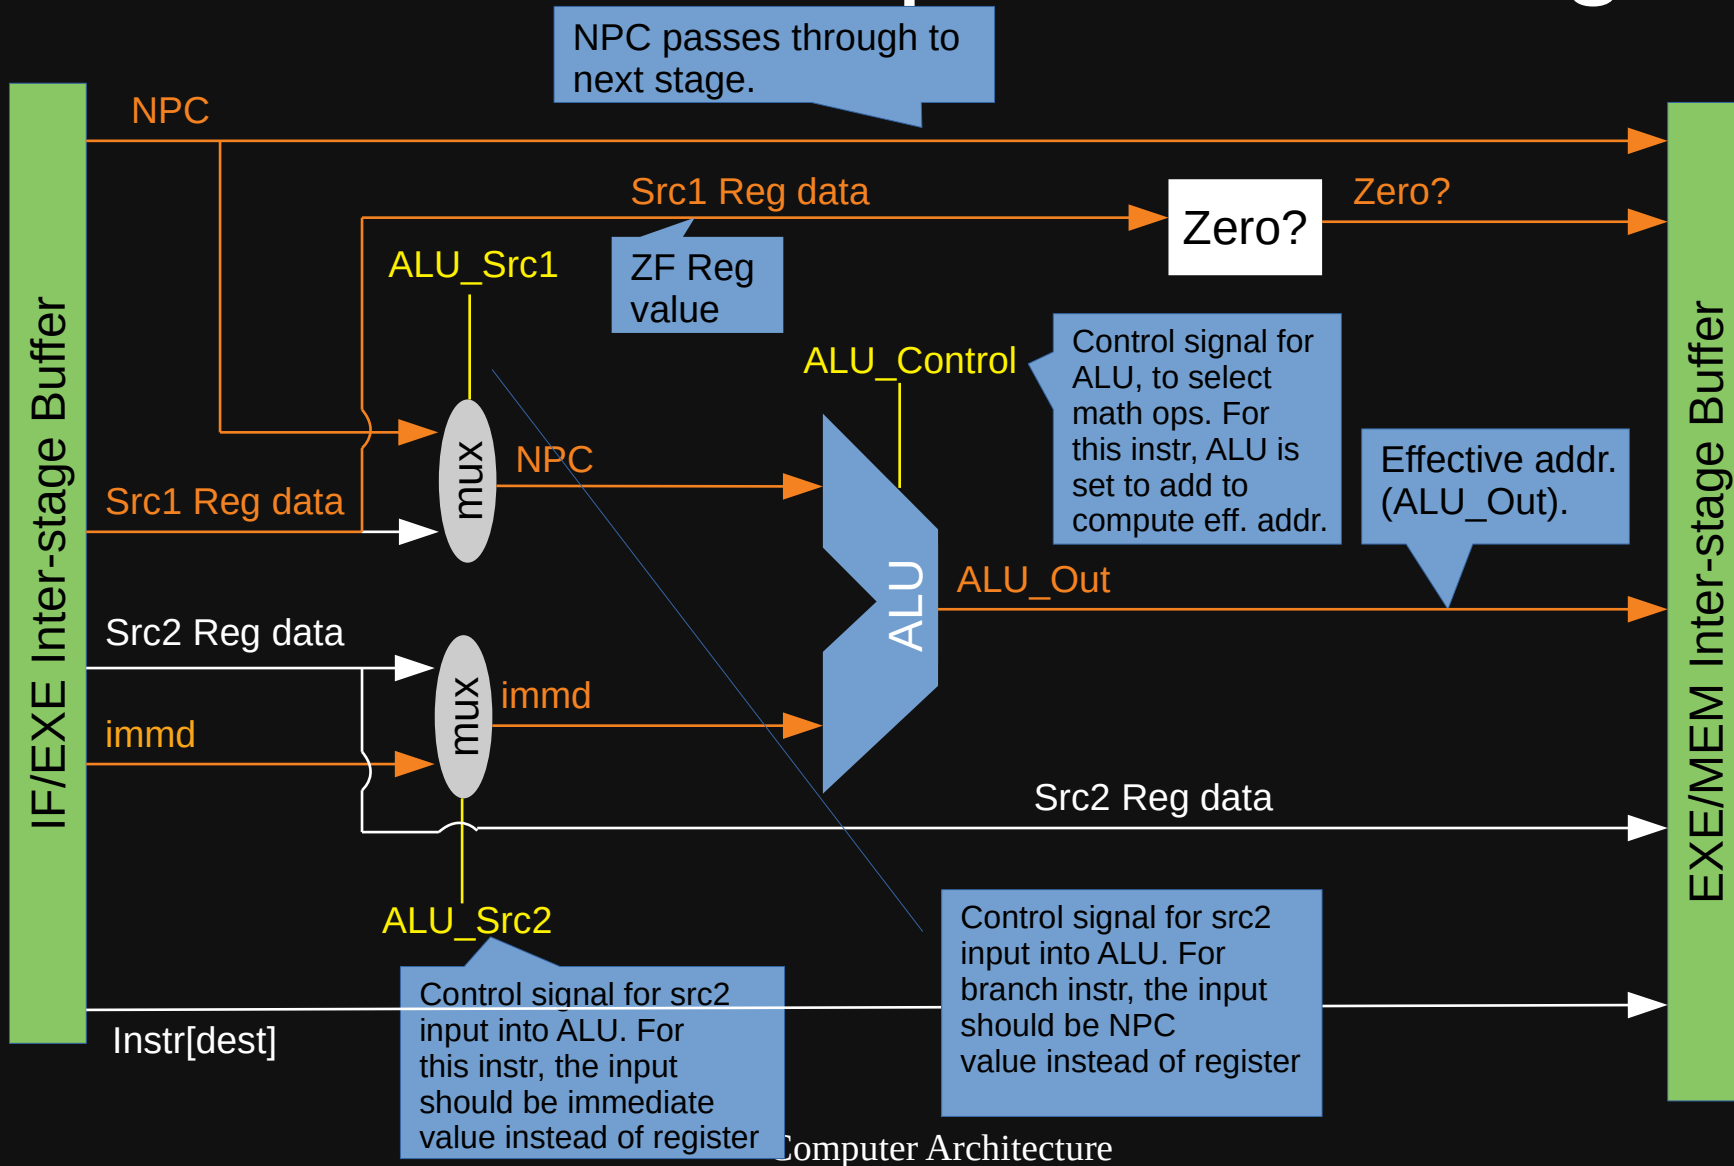 NPC passes through to
next stage.
NPC
Src1 Reg data
Zero?
Zero?
ALU_Src1
ZF Reg
value
ALU_Control
Control signal for
ALU, to select
math ops. For
this instr, ALU is
set to add to
compute eff. addr.
Effective addr.
(ALU_Out).
IF/EXE Inter-stage Buffer
mux
NPC
Src1 Reg data
ALU
ALU_Out
EXE/MEM Inter-stage Buffer
Src2 Reg data
mux
immd
immd
Src2 Reg data
ALU_Src2
Control signal for src2
input into ALU. For
this instr, the input
should be immediate
value instead of register
Control signal for src2
input into ALU. For
branch instr, the input
should be NPC
value instead of register
Instr[dest]
Computer Architecture